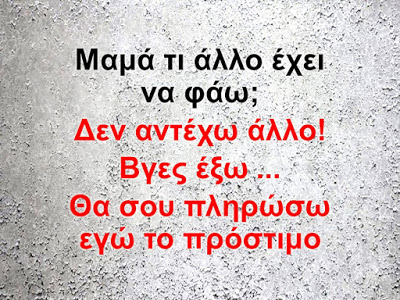 Μαμά τι άλλο έχει
να φάω;
Δεν αντέχω άλλο!
Βγες έξω ...
Θα σου πληρώσω
εγώ το πρόστιμο